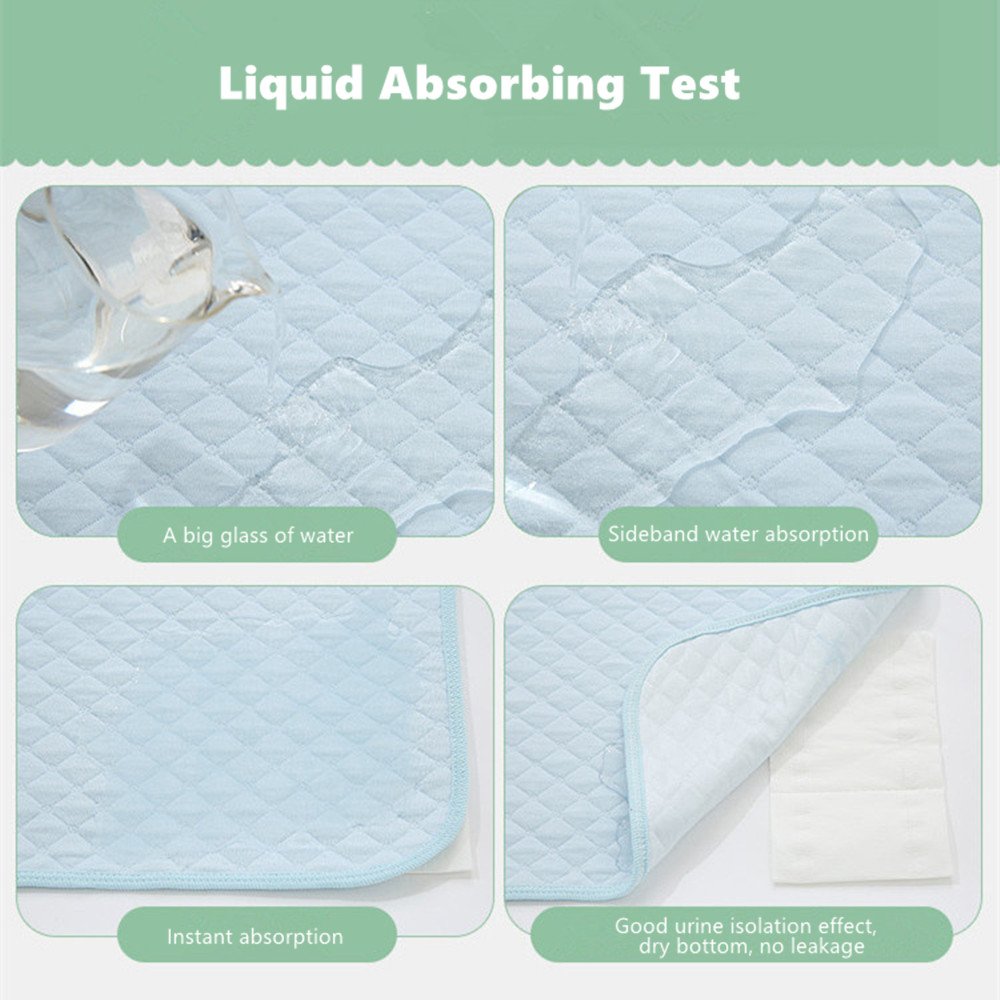 Liquid Absorbing Test
A big glass of water
Sideband water absorption
Instant absorption
Good urine isolation effect,
dry bottom, no leakage